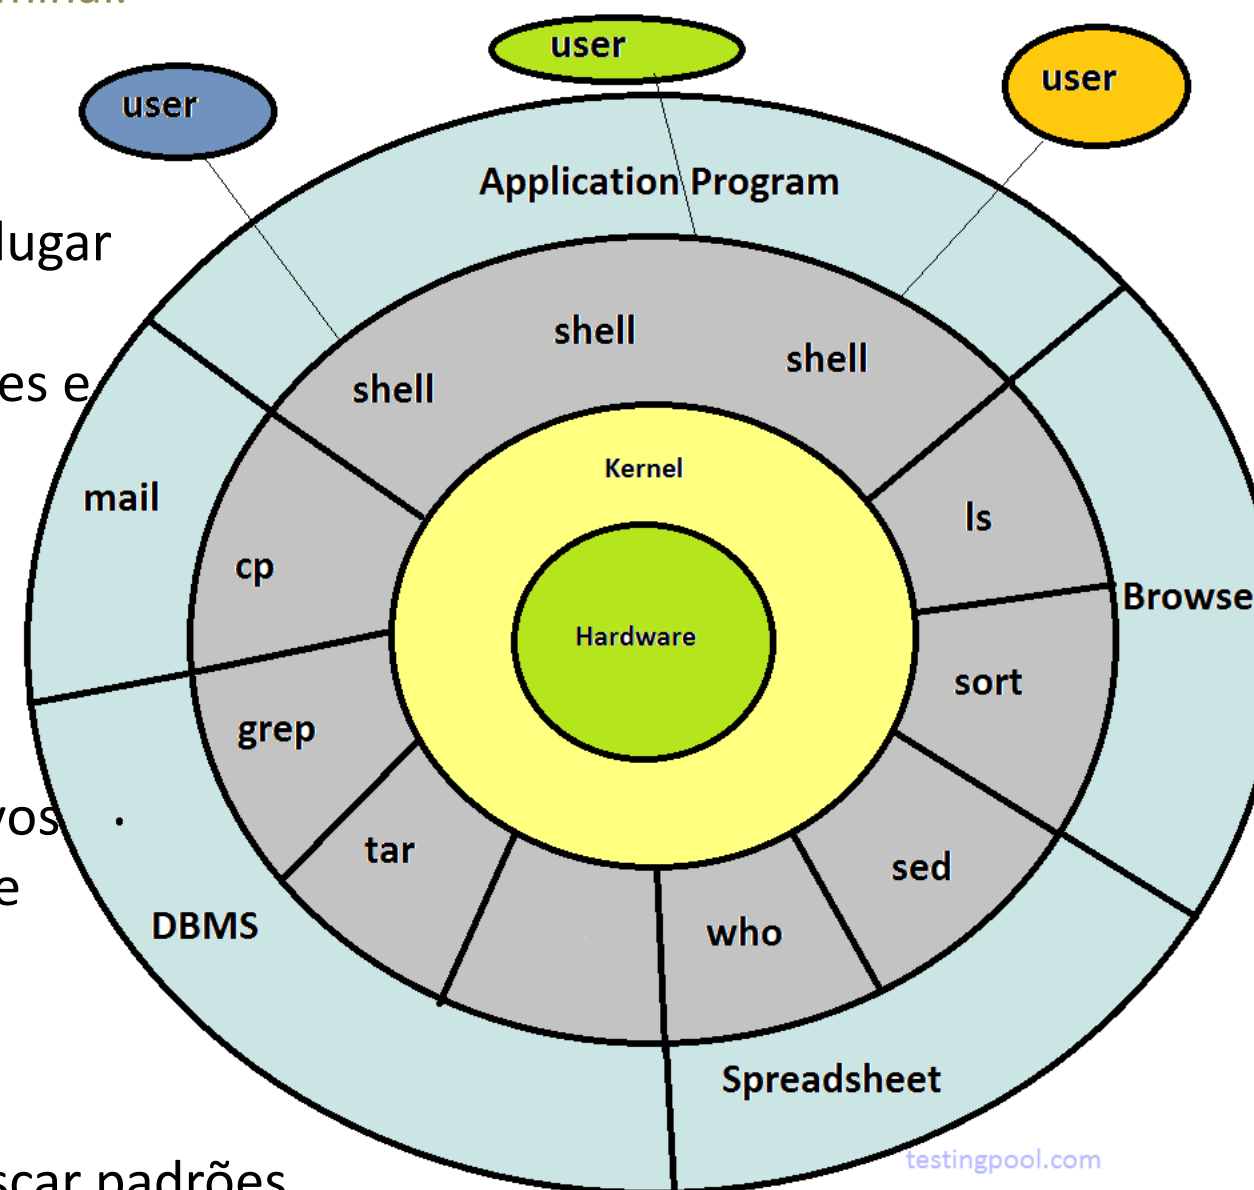 user
user
user
Application Program
lugar
shell
shell
shell
es e
Kernel
mail
ls
cp
Browse
Hardware
sort
grep
vos .
tar
sed
e
DBMS
who
Spreadsheet
testingpool.com
scar padrões